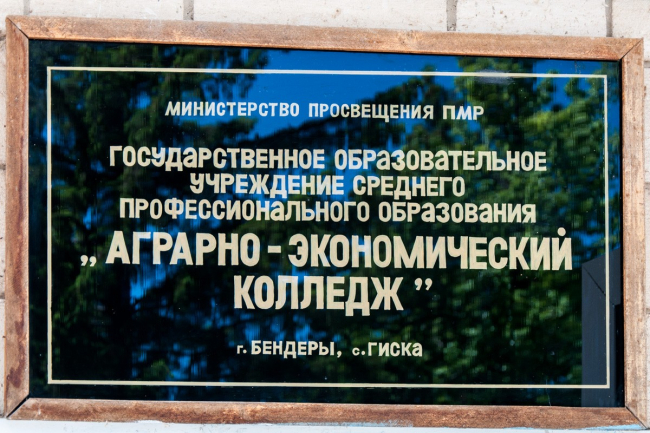 МИНИСТЕРСТВО ПРОСВЕЩЕНИЯ ПМР
ГОСУДАРСТВЕННОЕ ОБРАЗОВАТЕЛЬНОЕ
УЧРЕЖДЕНИЕ СРЕДНЕГО
ПРОФЕССИОНАЛЬНОГО ОБРАЗОВАНИЯ
„АГРАРНО - ЭКОНОМИЧЕСКИЙ
КОЛЛЕДЖ”
г. БЕНДЕРЫ, с. ГИСКА